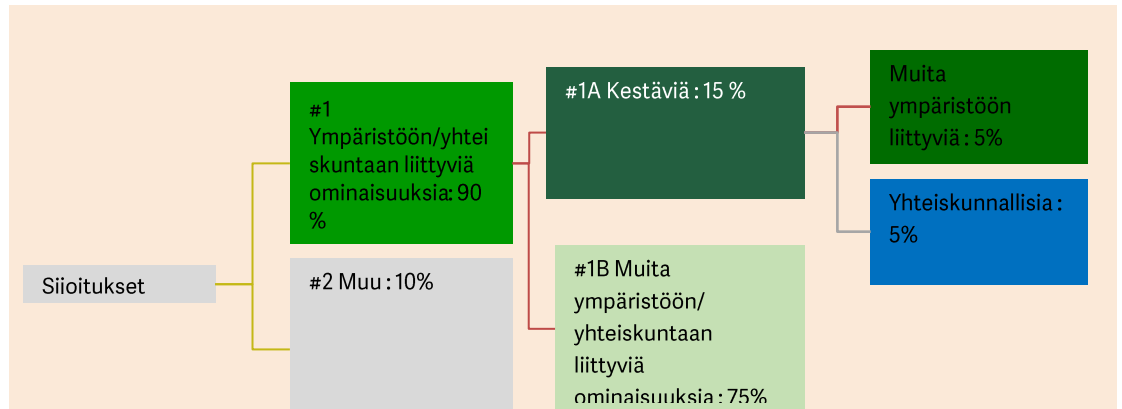 Siioitukset
#1
Ympäristöön/yhtei
skuntaan liittyviä
ominaisuuksia: 90
%
#2 Muu : 10%
#1A Kestäviä : 15 %
#1B Muita
ympäristöön/
yhteiskuntaan
liittyviä
ominaisuuksia : 75%
Muita
ympäristöön
liittyviä : 5%
Yhteiskunnallisia :
5%